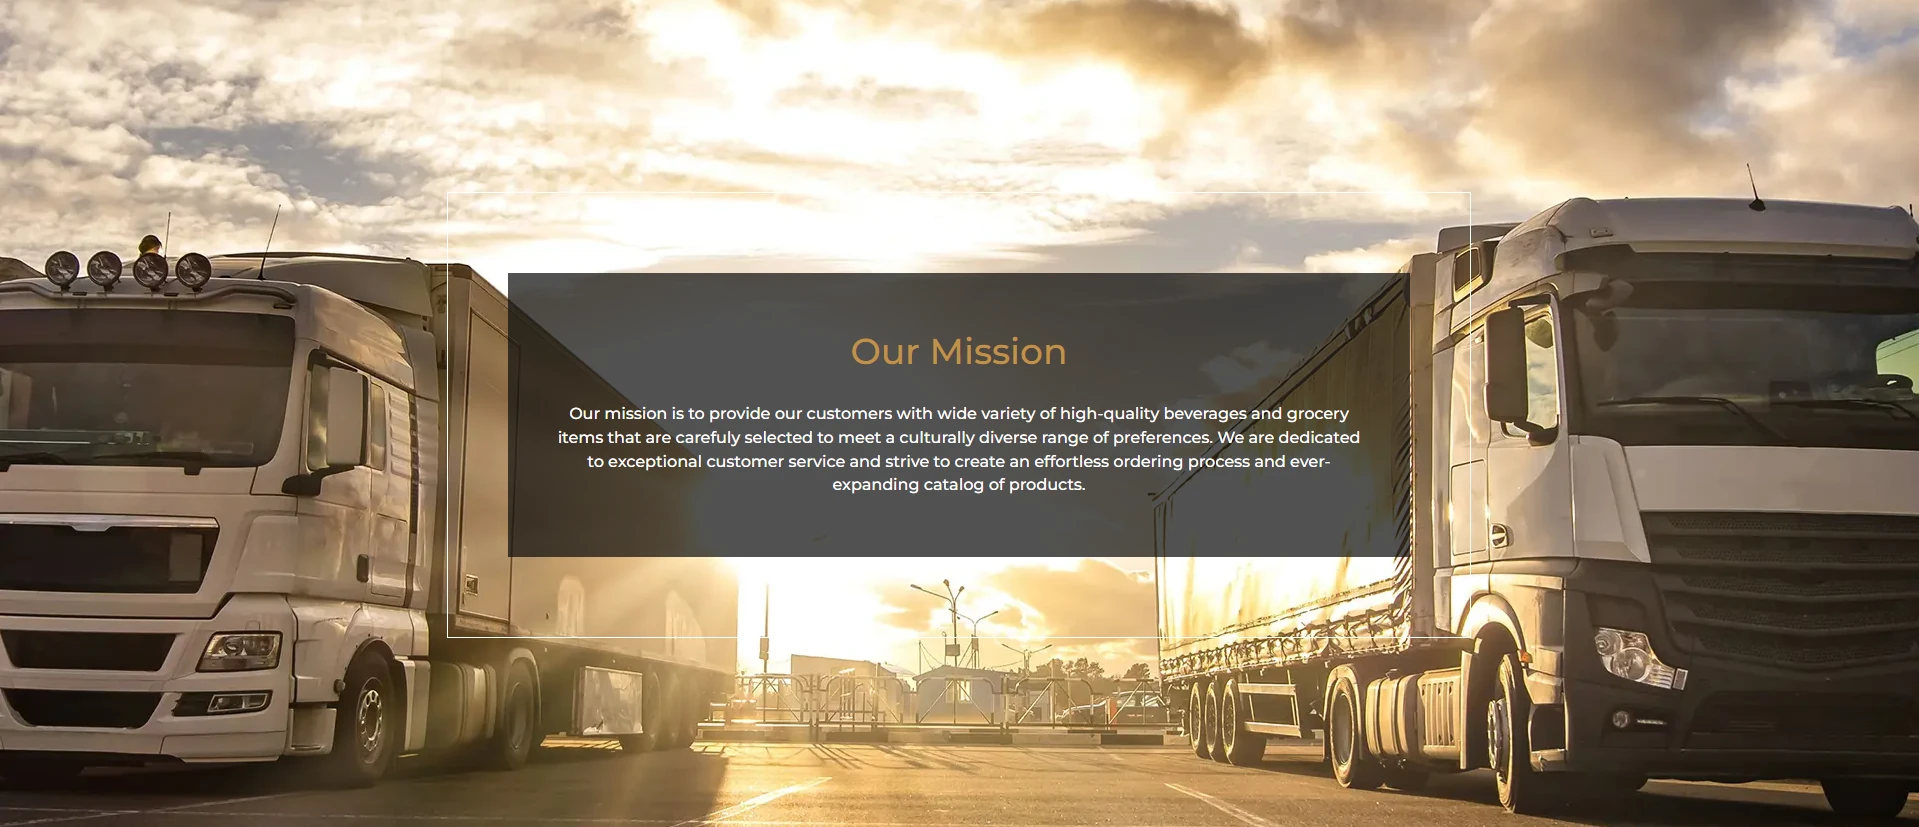 Our Mission
Our mission is to provide our customers with wide variety of high-quality beverages and grocery
items that are carefuly selected to meet a culturally diverse range of preferences. We are dedicated
to exceptional customer service and strive to create an effortless ordering process and ever-
expanding catalog of products.